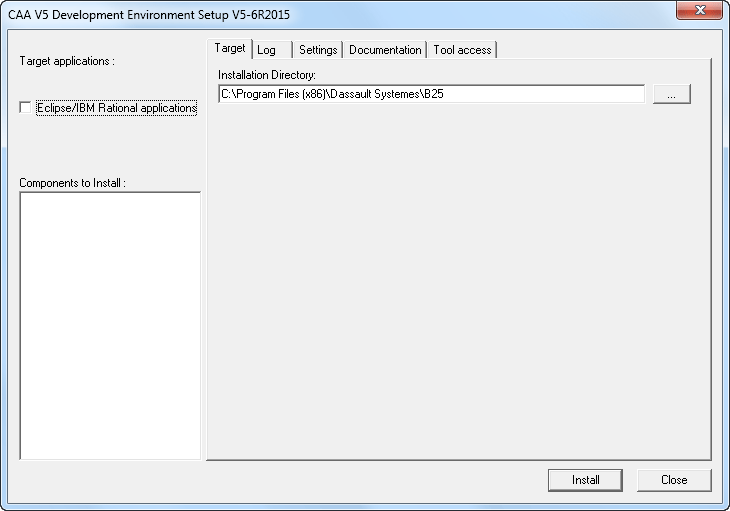 CAA V5 Development Environment Setup V5-6R2015
Target applications :
Eclipse/IBM Rational applications
Components to Install :
Target Log Settings Documentation Tool access
Installation Directory:
C:\Program Files (x86)\Dassault Systemes\B25
...
Install Close